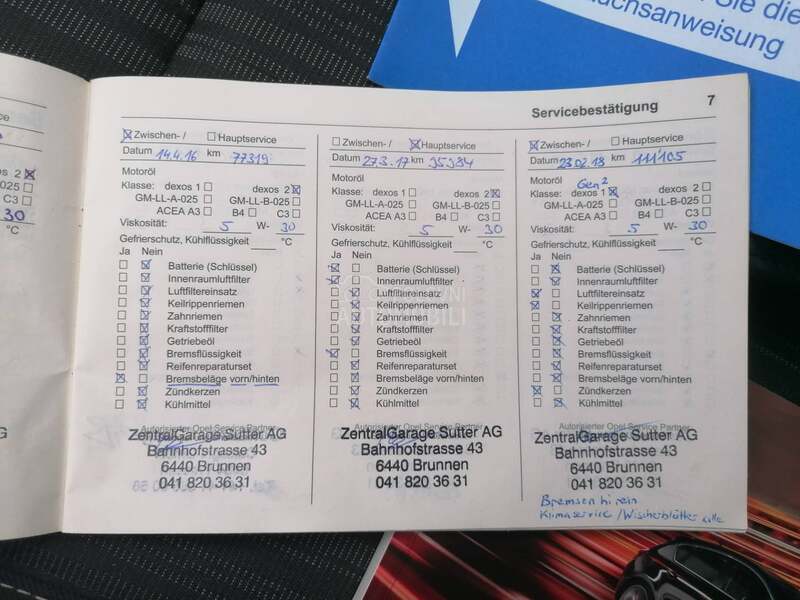 Sie die
uchsanweisung
Servicebestätigung 7
Zwischen-/ Hauptservice
Datum 14.4.16 km 77319
Motoröl
Klasse: dexos 1 dexos 2
GM-LL-A-025 GM-LL-B-025
ACEA A3 B4 C3
Viskosität: 5 W- 30
Gefrierschutz, Kühlflüssigkeit °C
Ja Nein
Batterie (Schlüssel)
Innenraumluftfilter
Luftfiltereinsatz
Keilrippenriemen
Zahnriemen
Kraftstofffilter
Getriebeöl
Bremsflüssigkeit
Reifenreparaturset
Bremsbeläge vorn/hinten
Zündkerzen
Kühlmittel
Autorisierter Opel Service Partner
ZentralGarage Sutter AG
Bahnhofstrasse 43
6440 Brunnen
041 820 36 31
Zwischen-/ Hauptservice
Datum 27.3.17 km 95984
Motoröl
Klasse: dexos 1 dexos 2
GM-LL-A-025 GM-LL-B-025
ACEA A3 B4 C3
Viskosität: 5 W- 30
Gefrierschutz, Kühlflüssigkeit °C
Ja Nein
Batterie (Schlüssel)
Innenraumluftfilter
Luftfiltereinsatz
Keilrippenriemen
Zahnriemen
Kraftstofffilter
Getriebeöl
Bremsflüssigkeit
Reifenreparaturset
Bremsbeläge vorn/hinten
Zündkerzen
Kühlmittel
Autorisierter Opel Service Partner
ZentralGarage Sutter AG
Bahnhofstrasse 43
6440 Brunnen
041 820 36 31
Zwischen-/ Hauptservice
Datum 23.02.18 km 111'105
Motoröl Gen2
Klasse: dexos 1 dexos 2
GM-LL-A-025 GM-LL-B-025
ACEA A3 B4 C3
Viskosität: 5 W- 30
Gefrierschutz, Kühlflüssigkeit °C
Ja Nein
Batterie (Schlüssel)
Innenraumluftfilter
Luftfiltereinsatz
Keilrippenriemen
Zahnriemen
Kraftstofffilter
Getriebeöl
Bremsflüssigkeit
Reifenreparaturset
Bremsbeläge vorn/hinten
Zündkerzen
Kühlmittel
Autorisierter Opel Service Partner
ZentralGarage Sutter AG
Bahnhofstrasse 43
6440 Brunnen
041 820 36 31
Bremsen hi rein.
Klimaservice / Wischerblätter alle